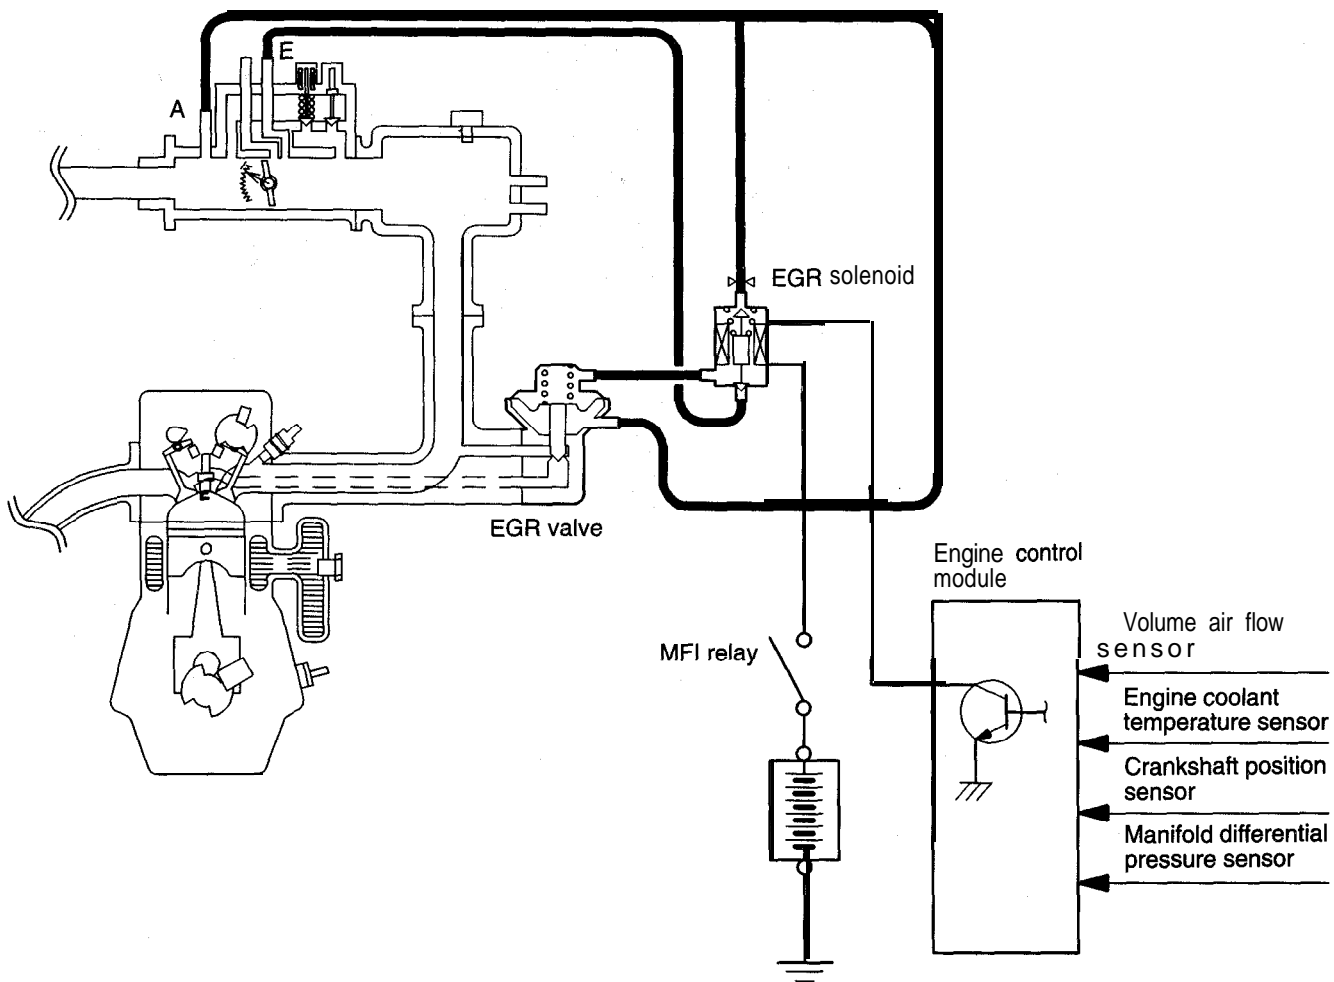 E
A
EGR solenoid
EGR valve
Engine control
module
MFI relay
Volume air flow
sensor
Engine coolant
temperature sensor
Crankshaft position
sensor
Manifold differential
pressure sensor